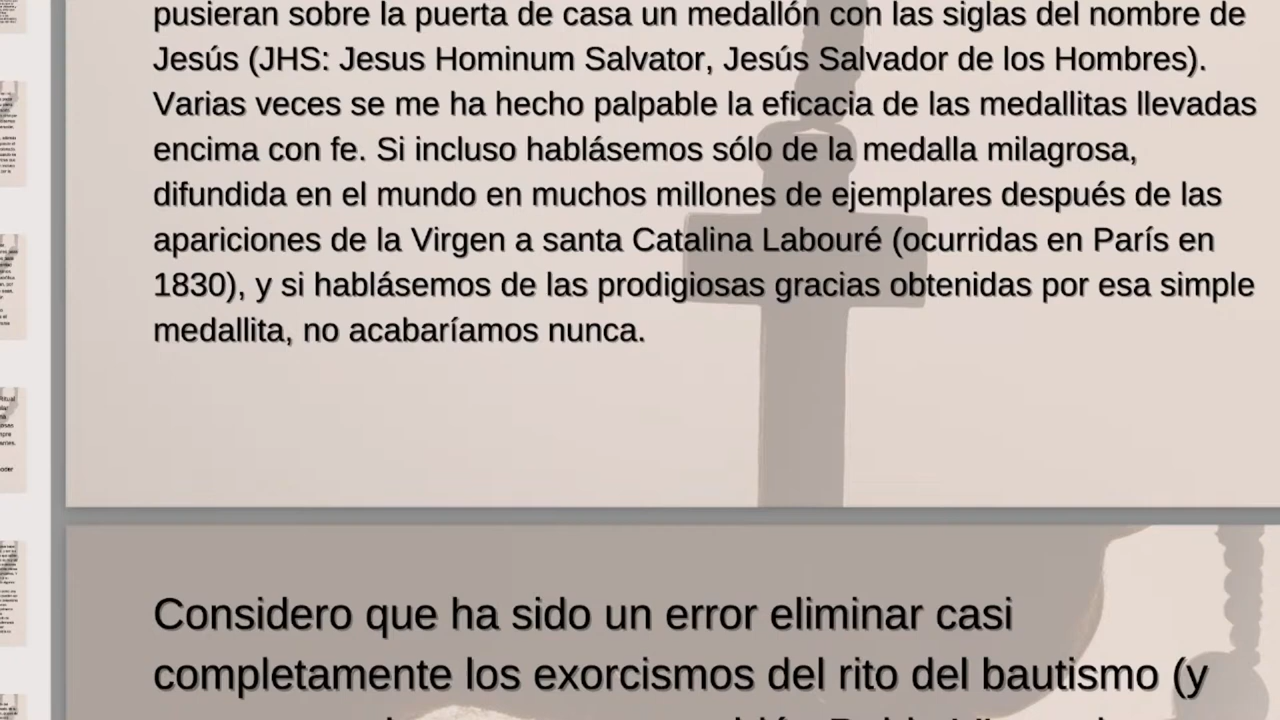 pusieran sobre la puerta de casa un medallón con las siglas del nombre de
Jesús (JHS: Jesus Hominum Salvator, Jesús Salvador de los Hombres).
Varias veces se me ha hecho palpable la eficacia de las medallitas llevadas
encima con fe. Si incluso hablásemos sólo de la medalla milagrosa,
difundida en el mundo en muchos millones de ejemplares después de las
apariciones de la Virgen a santa Catalina Labouré (ocurridas en París en
1830), y si hablásemos de las prodigiosas gracias obtenidas por esa simple
medallita, no acabaríamos nunca.
Considero que ha sido un error eliminar casi
completamente los exorcismos del rito del bautismo (y